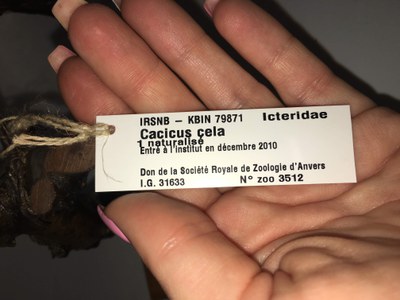 IRSNB – KBIN 79871 Icteridae
Cacicus cela
1 naturalisé
Entré à l'Institut en décembre 2010
Don de la Société Royale de Zoologie d'Anvers
I.G. 31633 N° zoo 3512